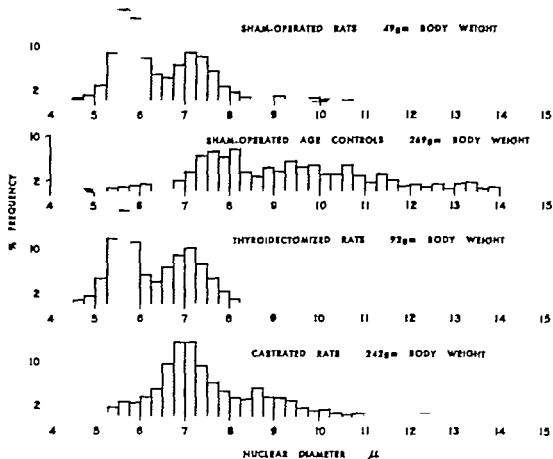 SHAM-OPERATED RATS 49gm BODY WEIGHT
10
2
4 5 6 7 8 9 10 11 12 13 14 15
SHAM-OPERATED AGE CONTROLS 269gm BODY WEIGHT
10
2
4 5 6 7 8 9 10 11 12 13 14 15
THYROIDECTOMIZED RATS 92gm BODY WEIGHT
10
2
4 5 6 7 8 9 10 11 12 13 14 15
CASTRATED RATS 242gm BODY WEIGHT
10
2
4 5 6 7 8 9 10 11 12 13 14 15
NUCLEAR DIAMETER μ
% FREQUENCY